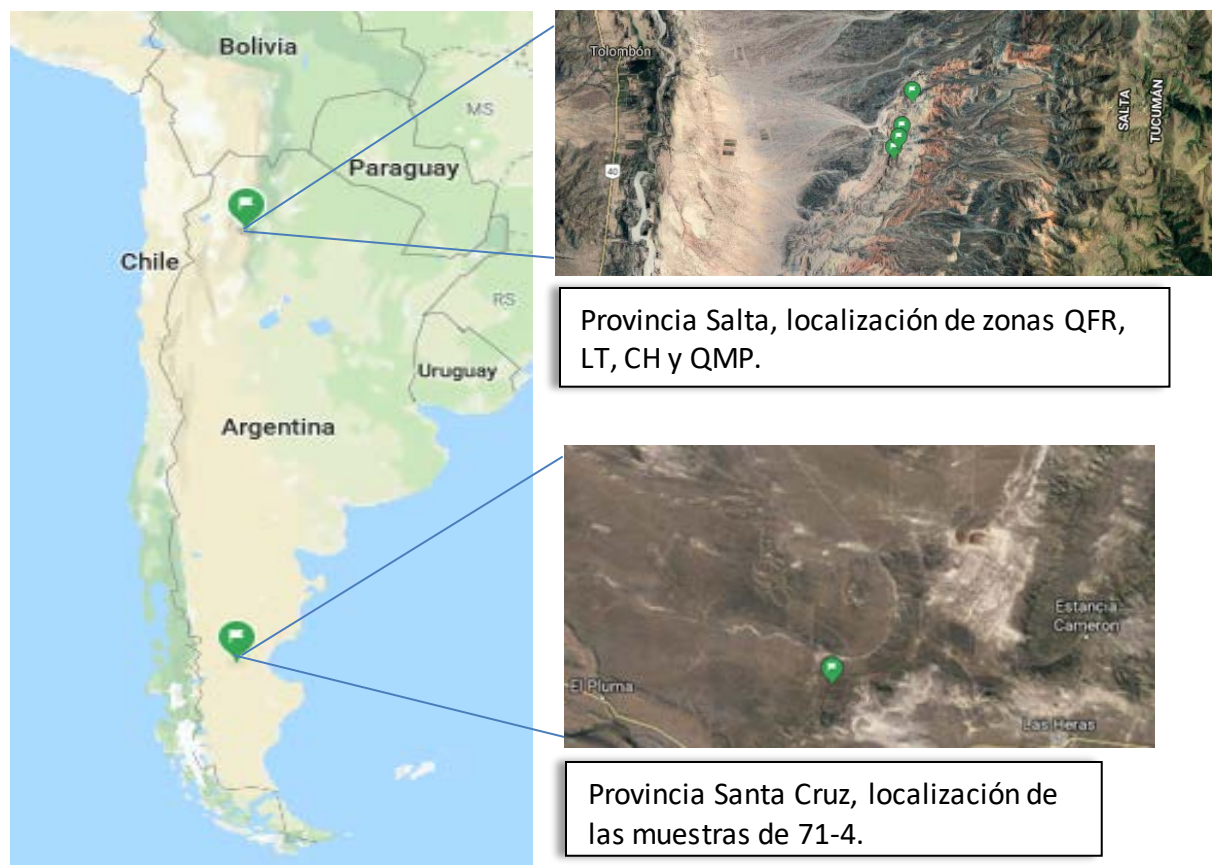 Bolivia
MS
Paraguay
Chile
RS
Uruguay
Argentina
Tolombón
40
SALTA
TUCUMÁN
Provincia Salta, localización de zonas QFR,
LT, CH y QMP.
Estancia
Cameron
El Pluma
Las Heras
Provincia Santa Cruz, localización de
las muestras de 71-4.